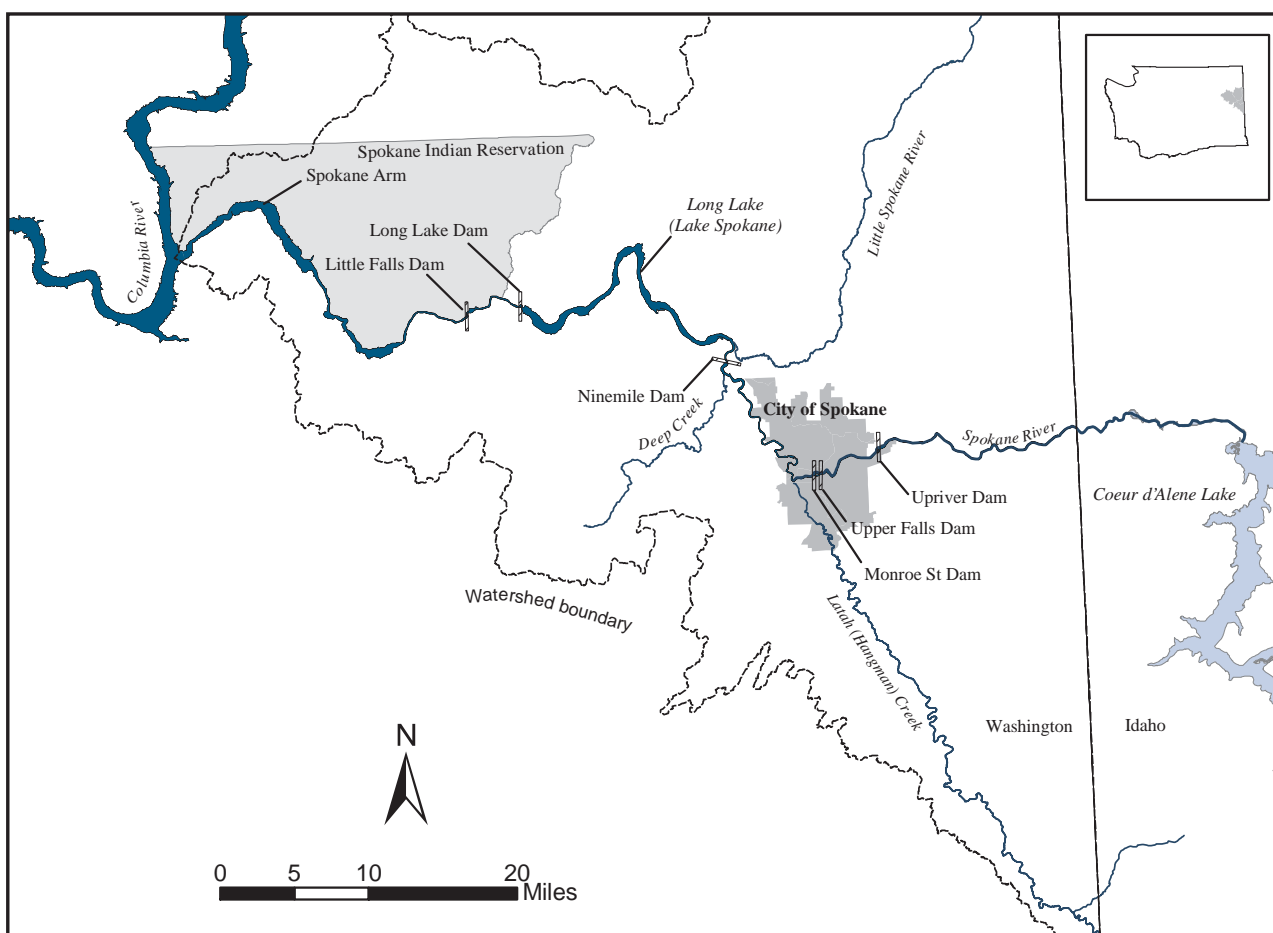 Spokane Indian Reservation
Spokane Arm
Long Lake Dam
Little Falls Dam
Columbia River
Long Lake
(Lake Spokane)
Little Spokane River
Ninemile Dam
Deep Creek
City of Spokane
Spokane River
Upriver Dam
Upper Falls Dam
Monroe St Dam
Coeur d'Alene Lake
Watershed boundary
Latah (Hangman) Creek
Washington
Idaho
N
0 5 10 20
Miles